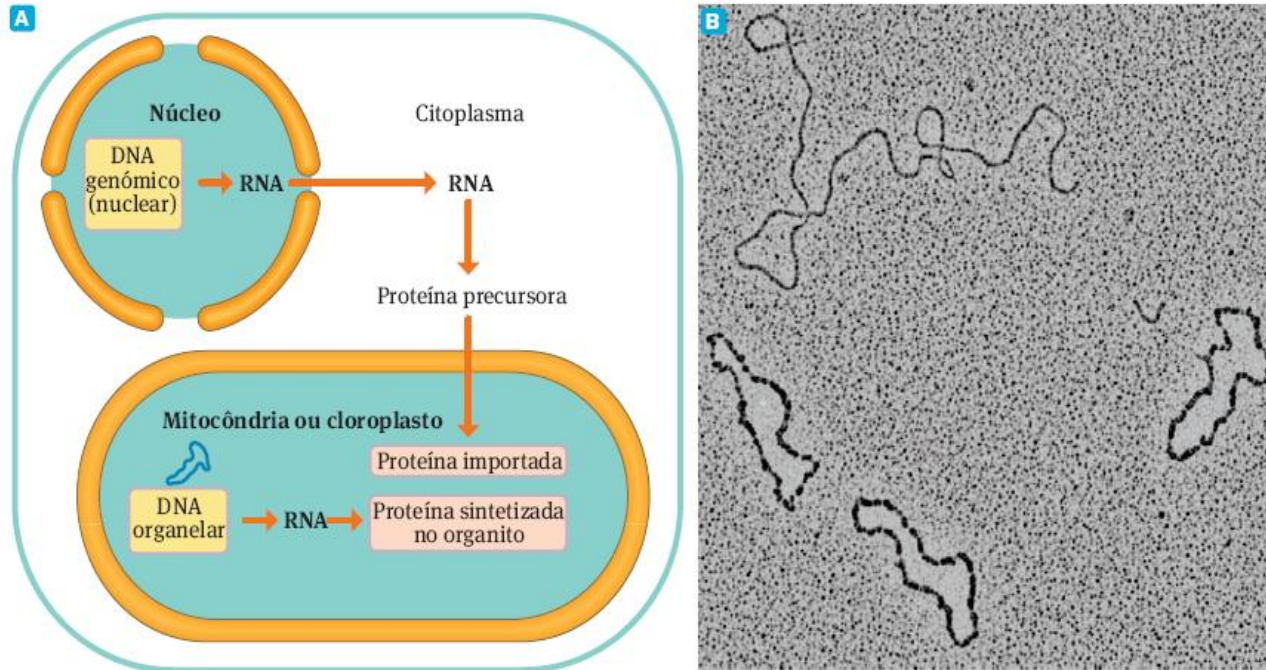 A
Núcleo
Citoplasma
DNA
genómico
(nuclear)
RNA
RNA
Proteína precursora
Mitocôndria ou cloroplasto
Proteína importada
DNA
organelar
RNA
Proteína sintetizada
no organito
B